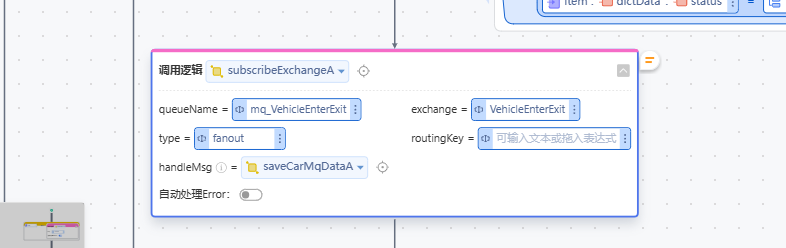 item . dictData . status =
调用逻辑 subscribeExchangeA
queueName = mq_VehicleEnterExit exchange = VehicleEnterExit
type = fanout routingKey = 可输入文本或拖入表达式
handleMsg = saveCarMqDataA
自动处理Error: